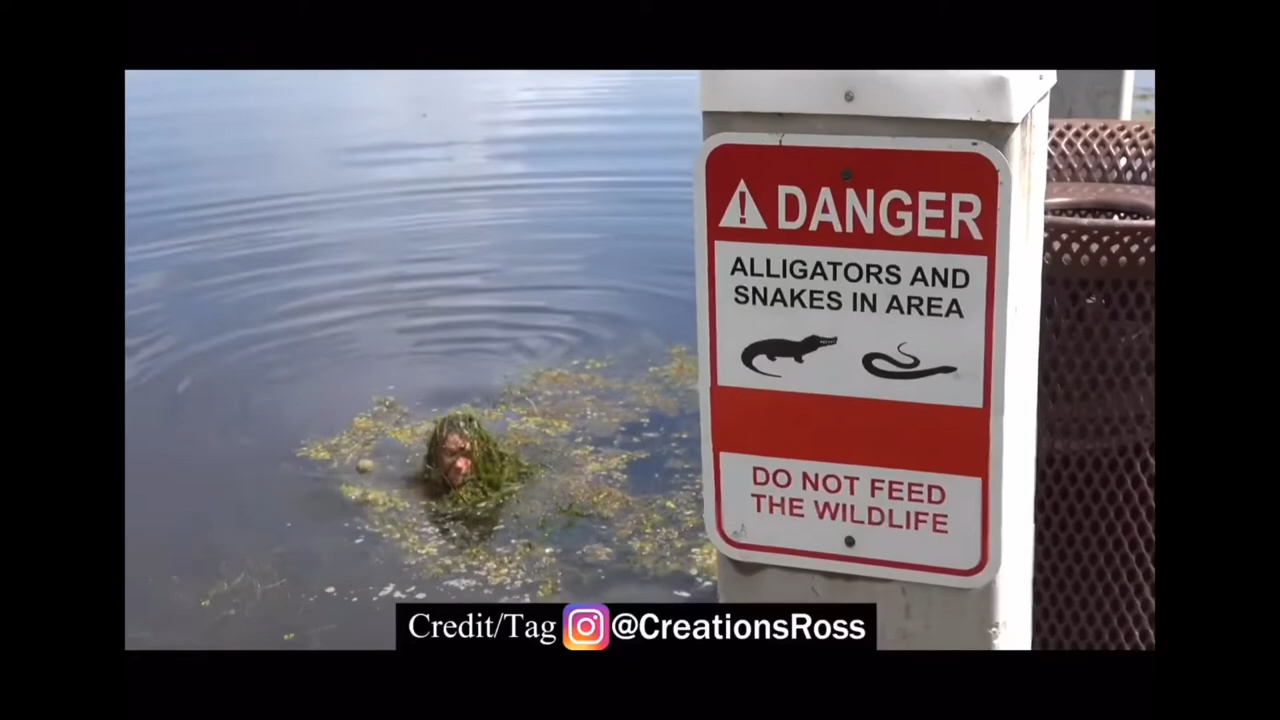 DANGER
ALLIGATORS AND
SNAKES IN AREA
DO NOT FEED
THE WILDLIFE
Credit/Tag @CreationsRoss